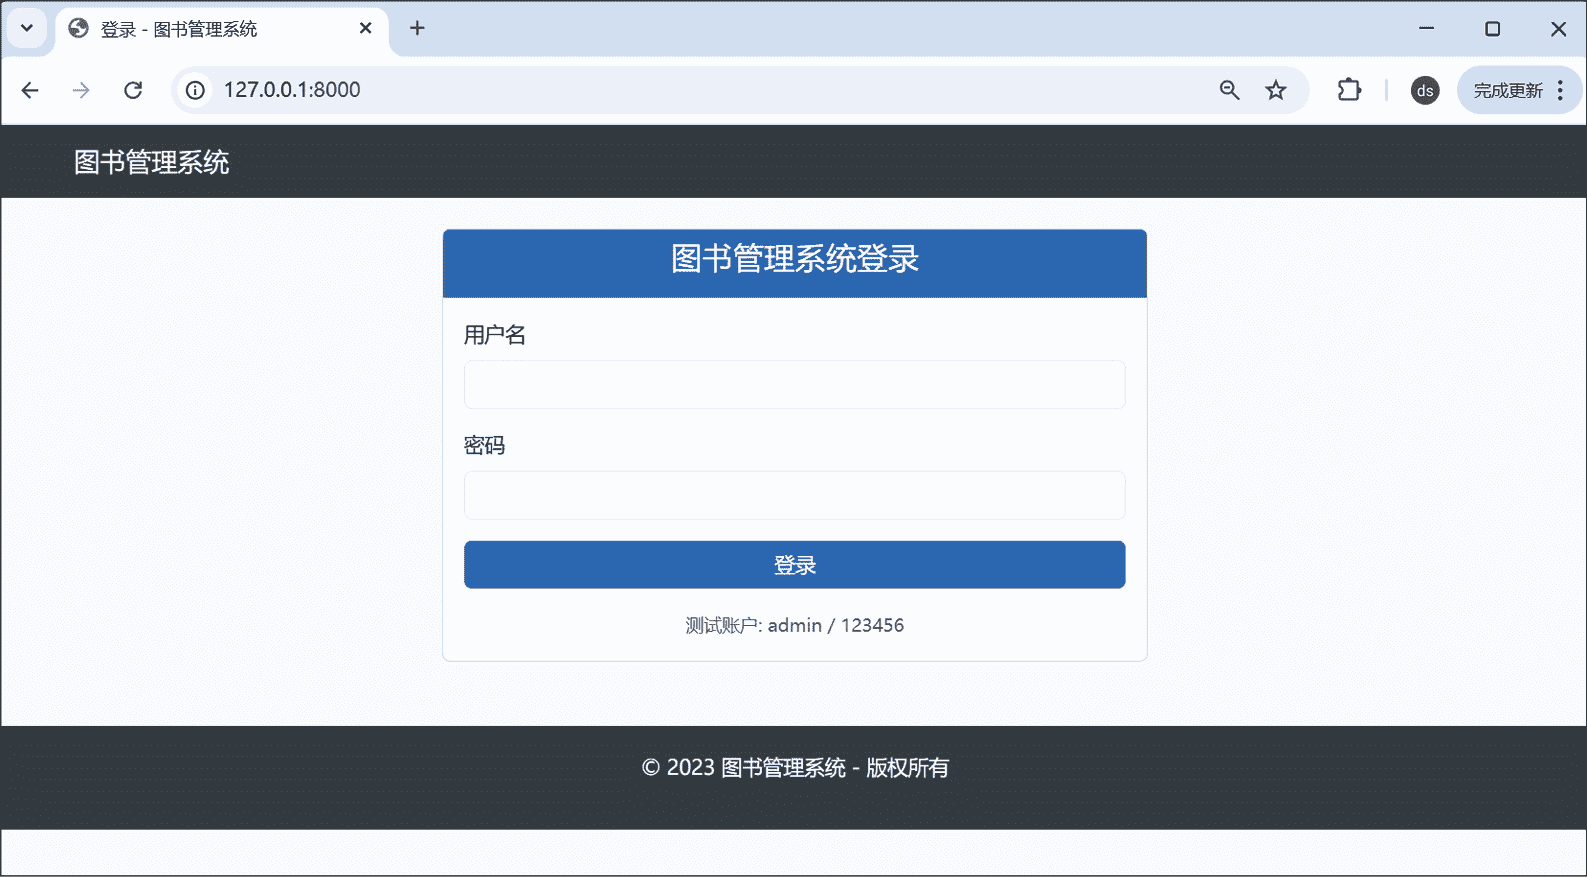 登录 - 图书管理系统
127.0.0.1:8000
ds
完成更新
图书管理系统
图书管理系统登录
用户名
密码
登录
测试账户: admin / 123456
© 2023 图书管理系统 - 版权所有